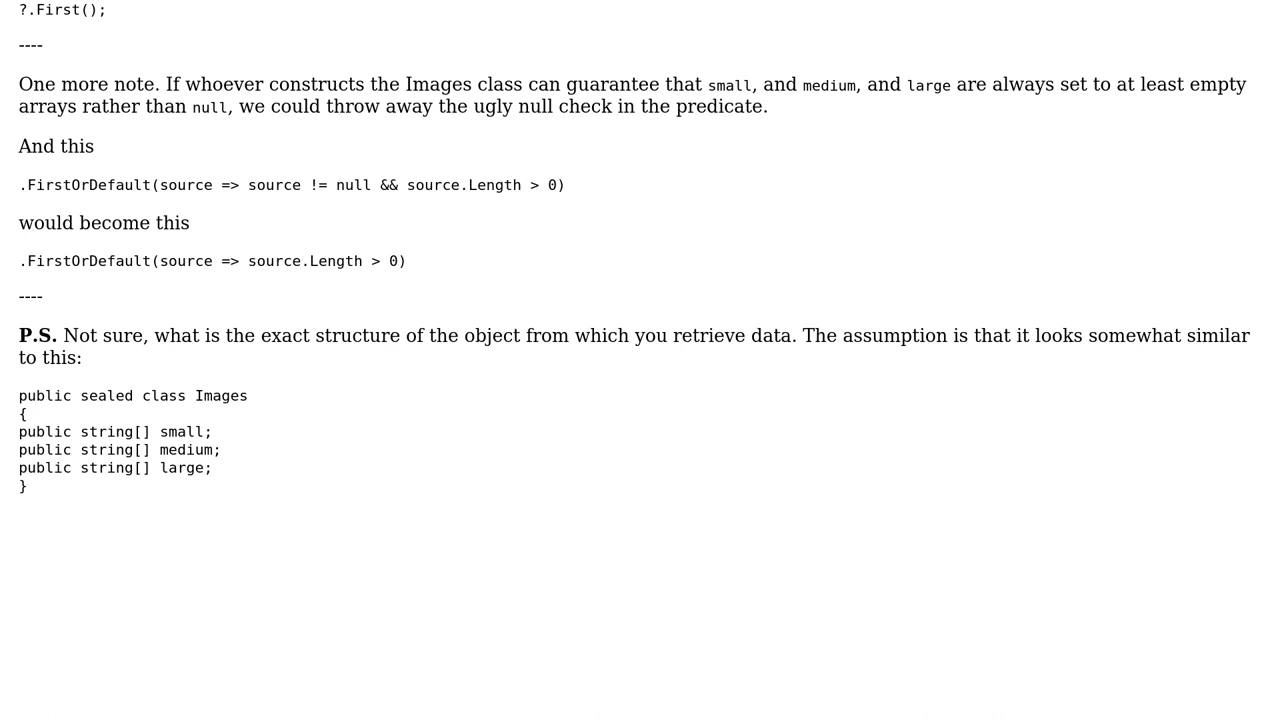 ?.First();
----
One more note. If whoever constructs the Images class can guarantee that small, and medium, and large are always set to at least empty
arrays rather than null, we could throw away the ugly null check in the predicate.
And this
.FirstOrDefault(source => source != null && source.Length > 0)
would become this
.FirstOrDefault(source => source.Length > 0)
----
P.S. Not sure, what is the exact structure of the object from which you retrieve data. The assumption is that it looks somewhat similar
to this:
public sealed class Images
{
public string[] small;
public string[] medium;
public string[] large;
}